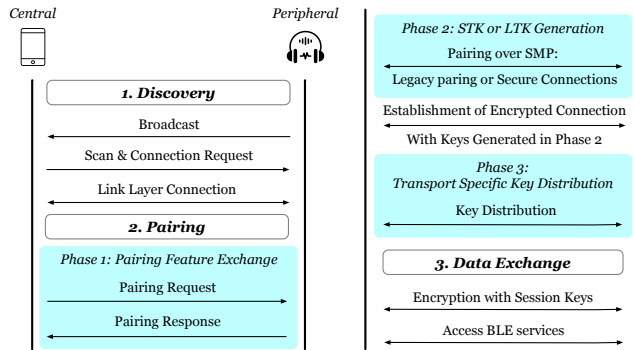 Central
Peripheral
1. Discovery
Broadcast
Scan & Connection Request
Link Layer Connection
2. Pairing
Phase 1: Pairing Feature Exchange
Pairing Request
Pairing Response
Phase 2: STK or LTK Generation
Pairing over SMP:
Legacy paring or Secure Connections
Establishment of Encrypted Connection
With Keys Generated in Phase 2
Phase 3:
Transport Specific Key Distribution
Key Distribution
3. Data Exchange
Encryption with Session Keys
Access BLE services